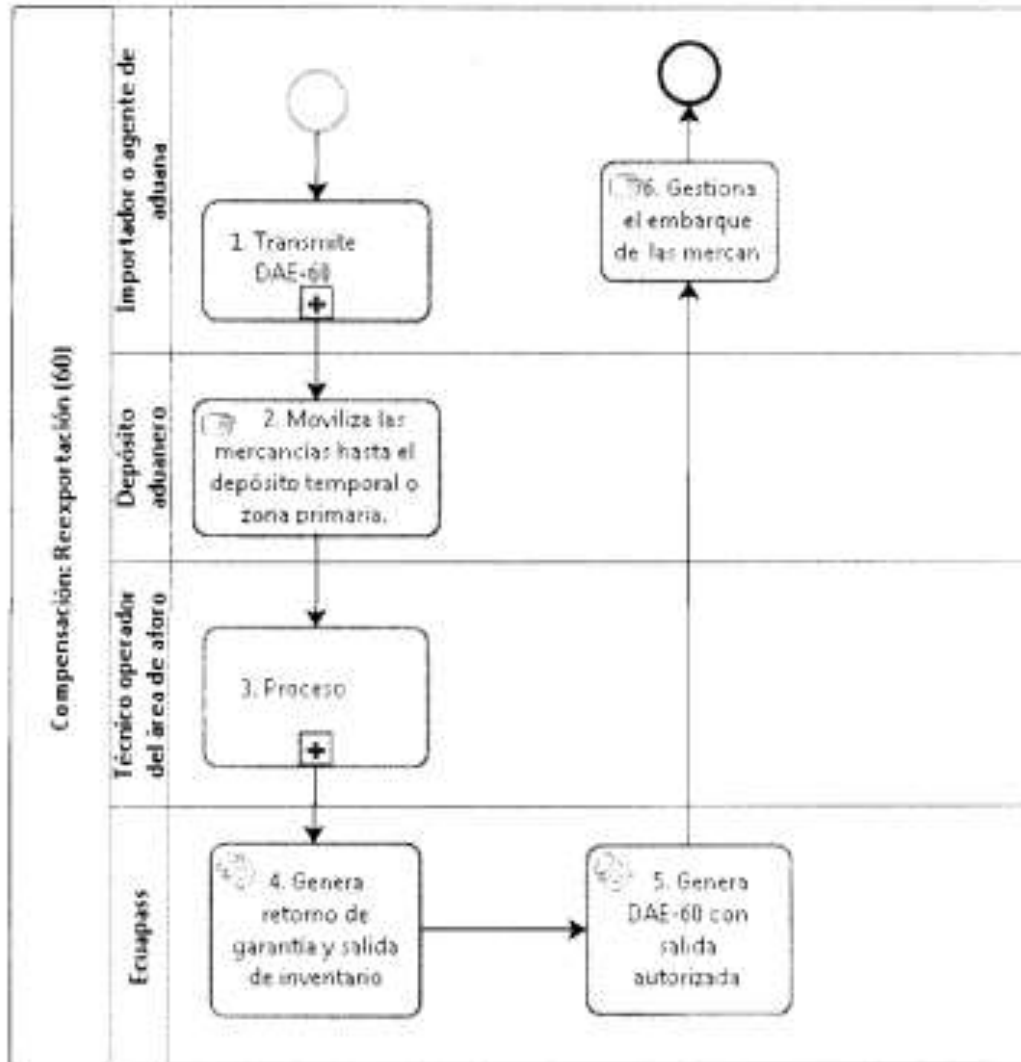 Compensación: Reexportación (60)
Importador o agente de
aduana
1. Transmite
DAE-60
6. Gestiona
el embarque
de las mercan
Depósito
aduanero
2. Moviliza las
mercancías hasta el
depósito temporal o
zona primaria.
Técnico operador
del área de aforo
3. Proceso
Ecuapass
4. Genera
retorno de
garantía y salida
de inventario
5. Genera
DAE-60 con
salida
autorizada